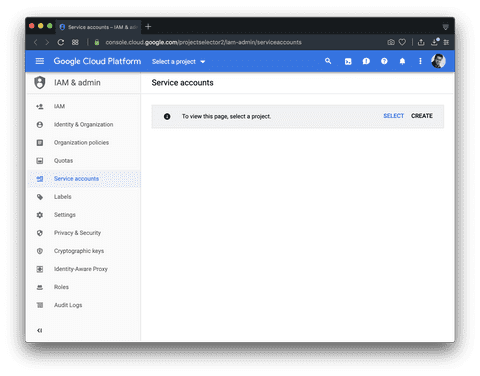 Service accounts – IAM & adm
console.cloud.google.com/projectselector2/iam-admin/serviceaccounts
Google Cloud Platform
Select a project
IAM & admin
Service accounts
IAM
Identity & Organization
Organization policies
Quotas
Service accounts
Labels
Settings
Privacy & Security
Cryptographic keys
Identity-Aware Proxy
Roles
Audit Logs
To view this page, select a project.
SELECT
CREATE